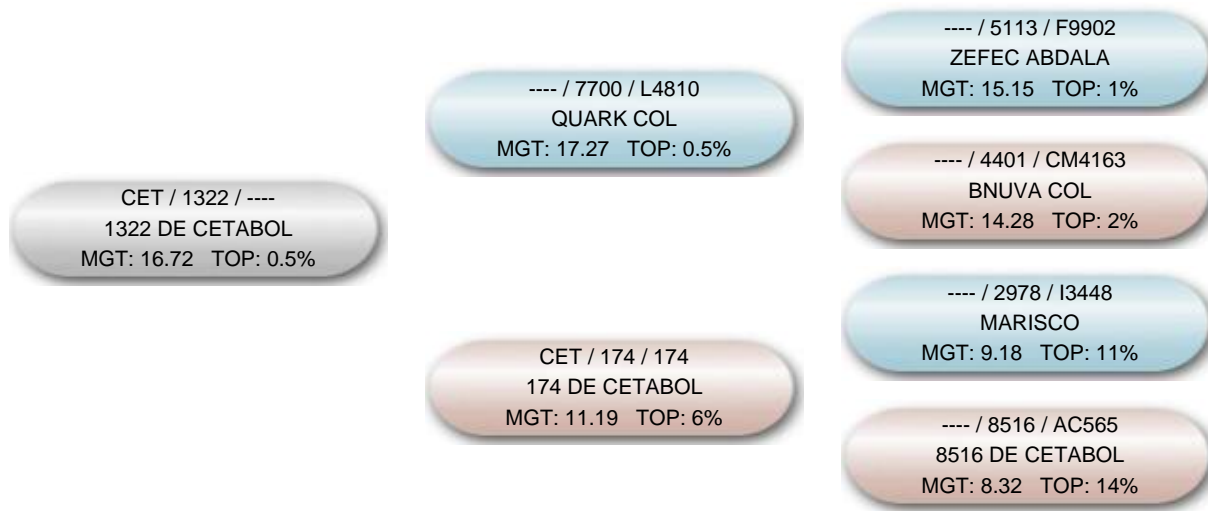 CET / 1322 / ----
1322 DE CETABOL
MGT: 16.72 TOP: 0.5%
---- / 7700 / L4810
QUARK COL
MGT: 17.27 TOP: 0.5%
CET / 174 / 174
174 DE CETABOL
MGT: 11.19 TOP: 6%
---- / 5113 / F9902
ZEFEC ABDALA
MGT: 15.15 TOP: 1%
---- / 4401 / CM4163
BNUVA COL
MGT: 14.28 TOP: 2%
---- / 2978 / I3448
MARISCO
MGT: 9.18 TOP: 11%
---- / 8516 / AC565
8516 DE CETABOL
MGT: 8.32 TOP: 14%